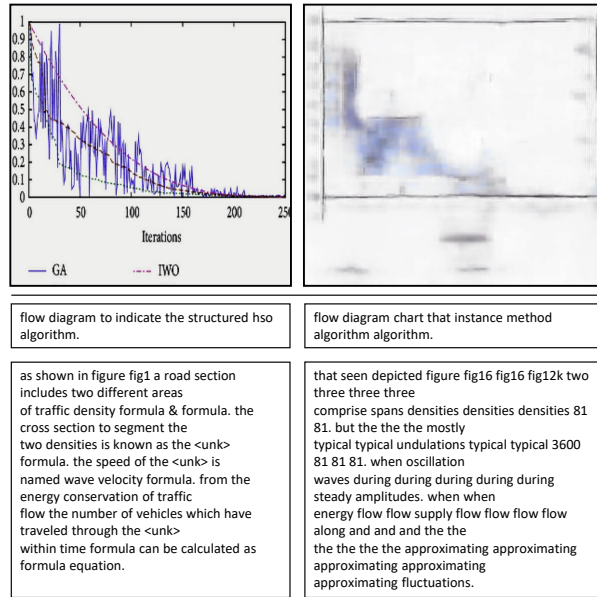 1
0.9
0.8
0.7
0.6
0.5
0.4
0.3
0.2
0.1
0
0 50 100 150 200 250
Iterations
GA IWO
flow diagram to indicate the structured hso
algorithm.
flow diagram chart that instance method
algorithm algorithm.
as shown in figure fig1 a road section
includes two different areas
of traffic density formula & formula. the
cross section to segment the
two densities is known as the <unk>
formula. the speed of the <unk> is
named wave velocity formula. from the
energy conservation of traffic
flow the number of vehicles which have
traveled through the <unk>
within time formula can be calculated as
formula equation.
that seen depicted figure fig16 fig16 fig12k two
three three three
comprise spans densities densities densities 81
81. but the the the mostly
typical typical undulations typical typical 3600
81 81 81. when oscillation
waves during during during during during
steady amplitudes. when when
energy flow flow supply flow flow flow flow
along and and and the the
the the the the approximating approximating
approximating approximating
approximating fluctuations.